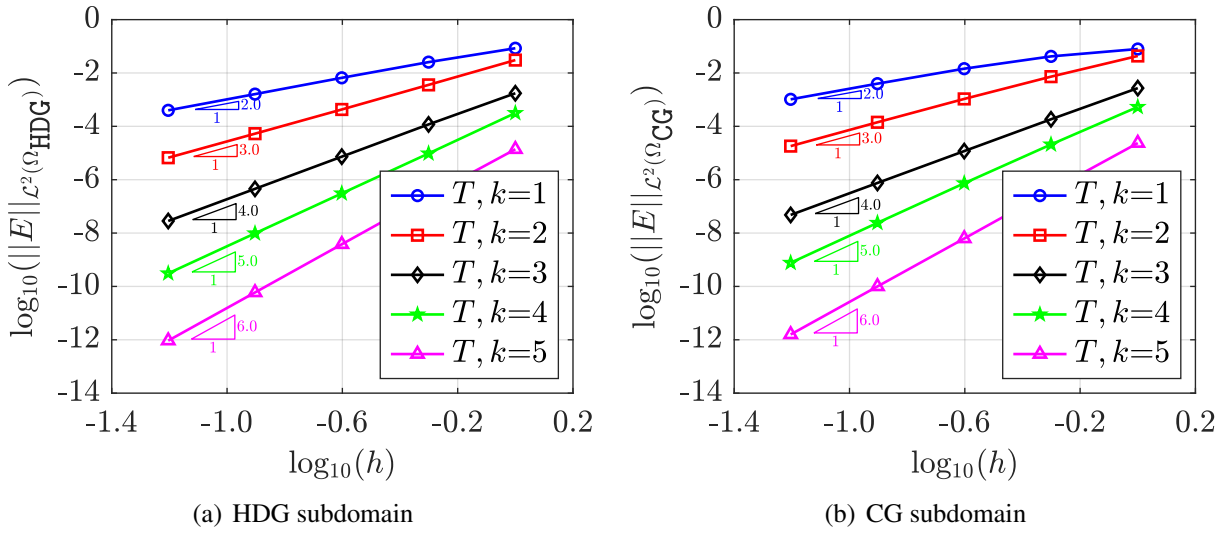 0
-2
-4
-6
-8
-10
-12
-14
-1.4 -1.0 -0.6 -0.2 0.2
log₁₀(h)
log₁₀(||E||_{𝓛²(Ω_HDG)})
2.0
1
3.0
1
4.0
1
5.0
1
6.0
1
T, k=1
T, k=2
T, k=3
T, k=4
T, k=5
(a) HDG subdomain
0
-2
-4
-6
-8
-10
-12
-14
-1.4 -1.0 -0.6 -0.2 0.2
log₁₀(h)
log₁₀(||E||_{𝓛²(Ω_CG)})
2.0
1
3.0
1
4.0
1
5.0
1
6.0
1
T, k=1
T, k=2
T, k=3
T, k=4
T, k=5
(b) CG subdomain